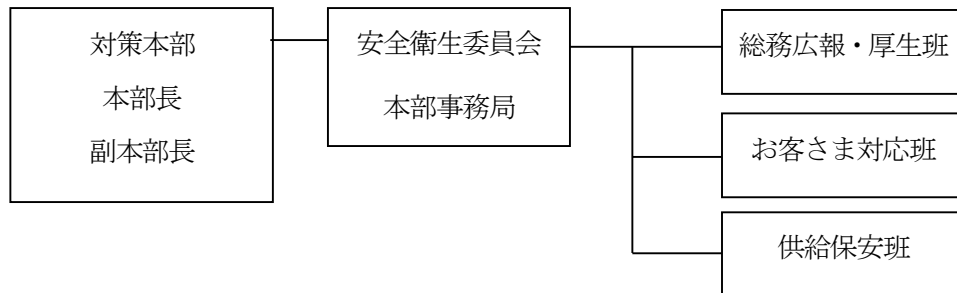 対策本部
本部長
副本部長
安全衛生委員会
本部事務局
総務広報・厚生班
お客さま対応班
供給保安班